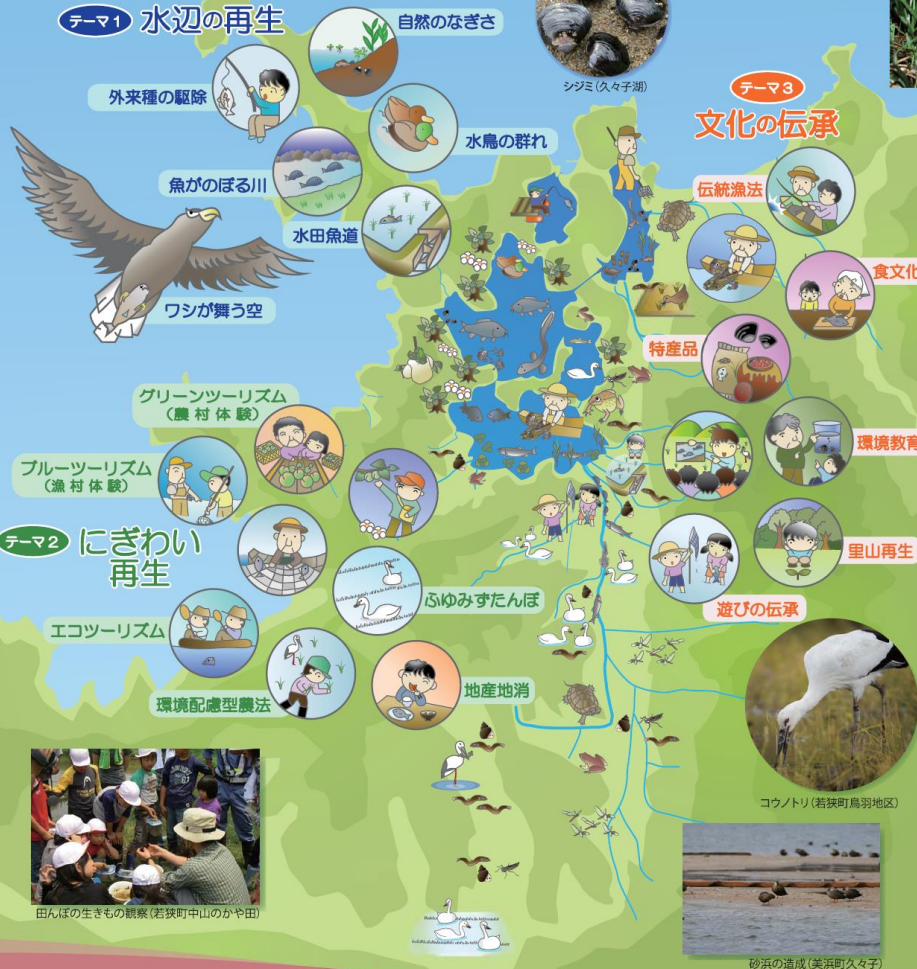 テーマ1 水辺の再生
自然のなぎさ
外来種の駆除
水鳥の群れ
魚がのぼる川
水田魚道
ワシが舞う空
シジミ(久々子湖)
テーマ3
文化の伝承
伝統漁法
食文化
特産品
環境教育
里山再生
遊びの伝承
グリーンツーリズム
(農村体験)
ブルーツーリズム
(漁村体験)
テーマ2 にぎわい
再生
ふゆみずたんぼ
エコツーリズム
環境配慮型農法
地産地消
コウノトリ(若狭町鳥羽地区)
田んぼの生きもの観察(若狭町中山のかや田)
砂浜の造成(美浜町久々子)